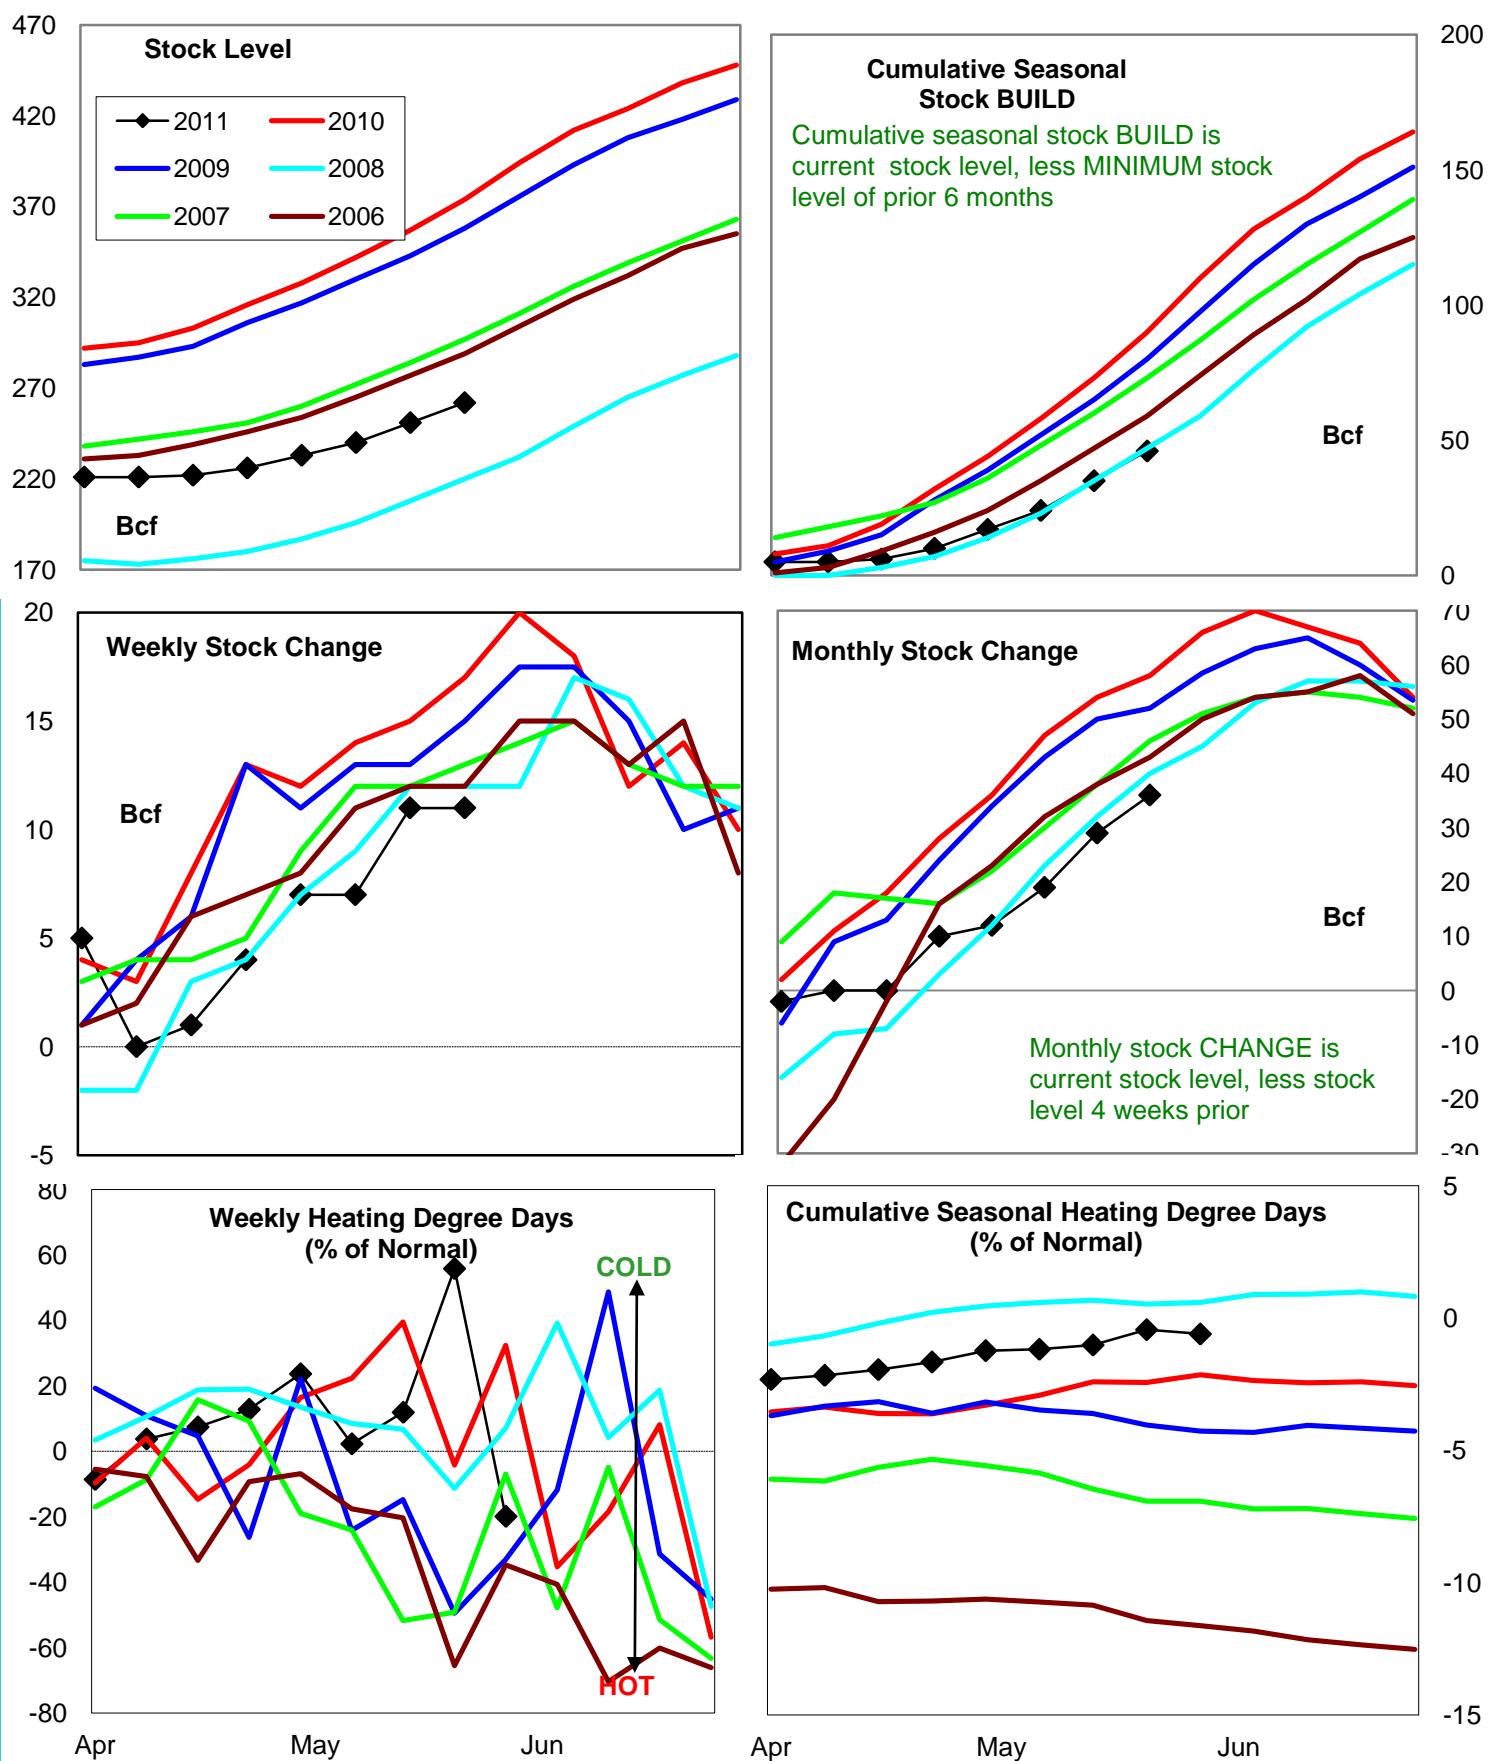 470
420
370
320
270
220
170
Stock Level
2011
2010
2009
2008
2007
2006
Bcf
200
150
100
50
0
Cumulative Seasonal
Stock BUILD
Cumulative seasonal stock BUILD is
current stock level, less MINIMUM stock
level of prior 6 months
Bcf
20
15
10
5
0
-5
Weekly Stock Change
Bcf
70
60
50
40
30
20
10
0
-10
-20
-30
Monthly Stock Change
Bcf
Monthly stock CHANGE is
current stock level, less stock
level 4 weeks prior
80
60
40
20
0
-20
-40
-60
-80
Weekly Heating Degree Days
(% of Normal)
COLD
HOT
Apr
May
Jun
5
0
-5
-10
-15
Cumulative Seasonal Heating Degree Days
(% of Normal)
Apr
May
Jun